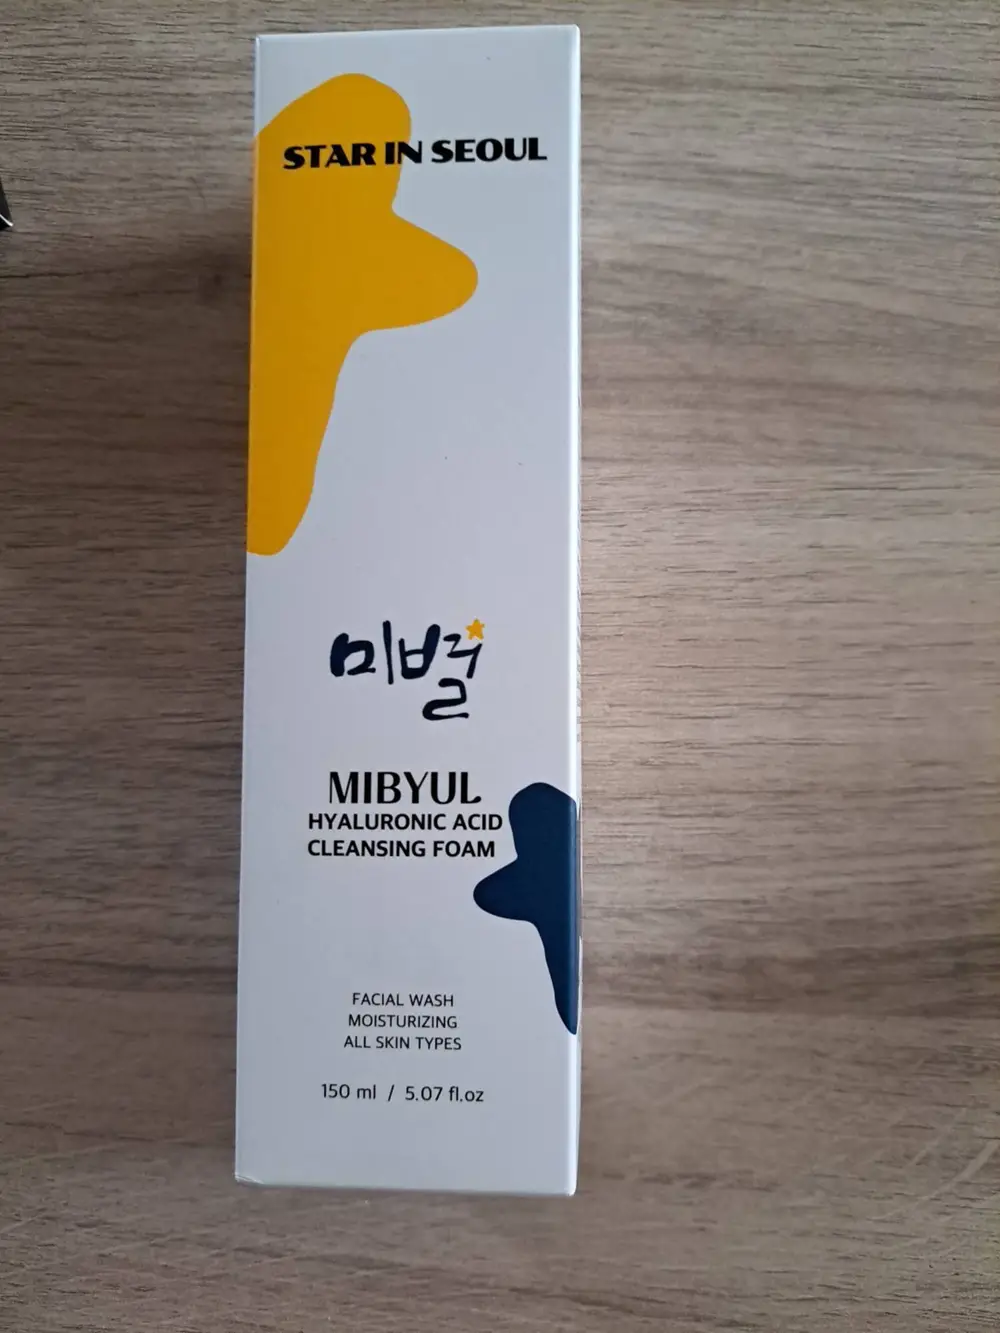 STAR IN SEOUL
미별
MIBYUL
HYALURONIC ACID
CLEANSING FOAM
FACIAL WASH
MOISTURIZING
ALL SKIN TYPES
150 ml / 5.07 fl.oz